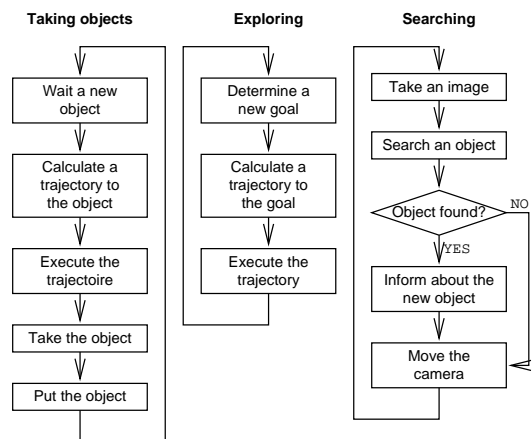 Taking objects
Wait a new
object
Calculate a
trajectory to
the object
Execute the
trajectoire
Take the object
Put the object
Exploring
Determine a
new goal
Calculate a
trajectory to
the goal
Execute the
trajectory
Searching
Take an image
Search an object
Object found?
NO
YES
Inform about the
new object
Move the
camera